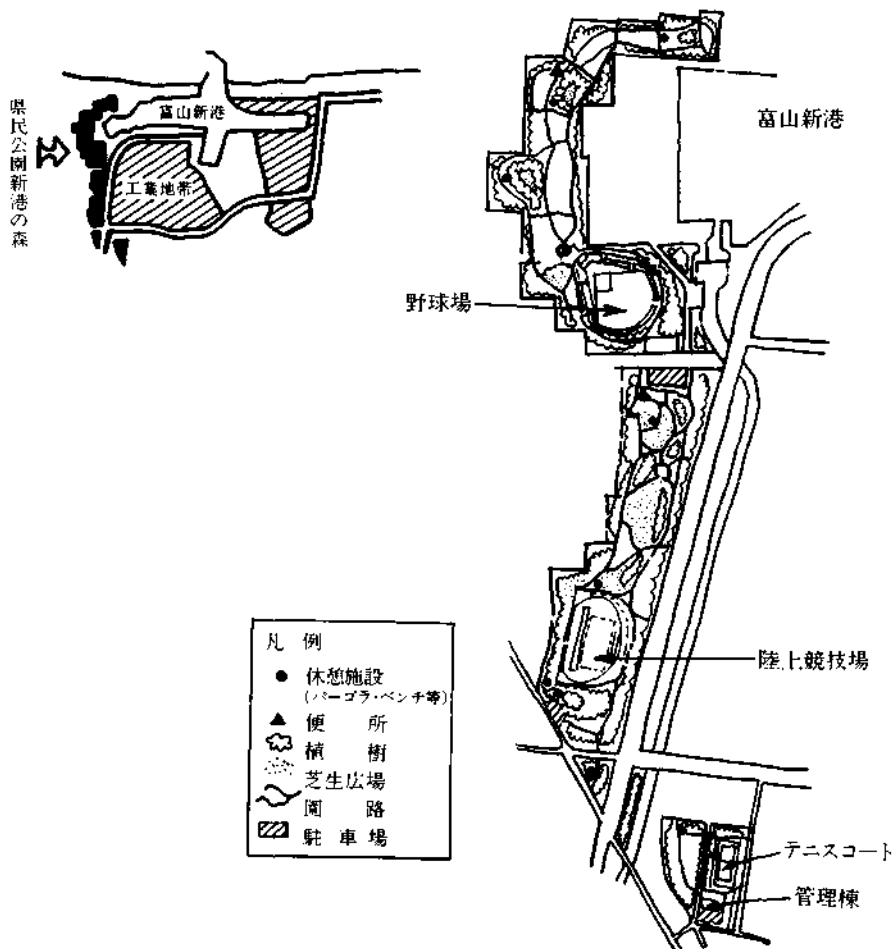 県民公園新港の森
富山新港
工業地帯
富山新港
野球場
陸上競技場
テニスコート
管理棟
凡例
休憩施設
(パーゴラ・ベンチ等)
便所
植樹
芝生広場
園路
駐車場